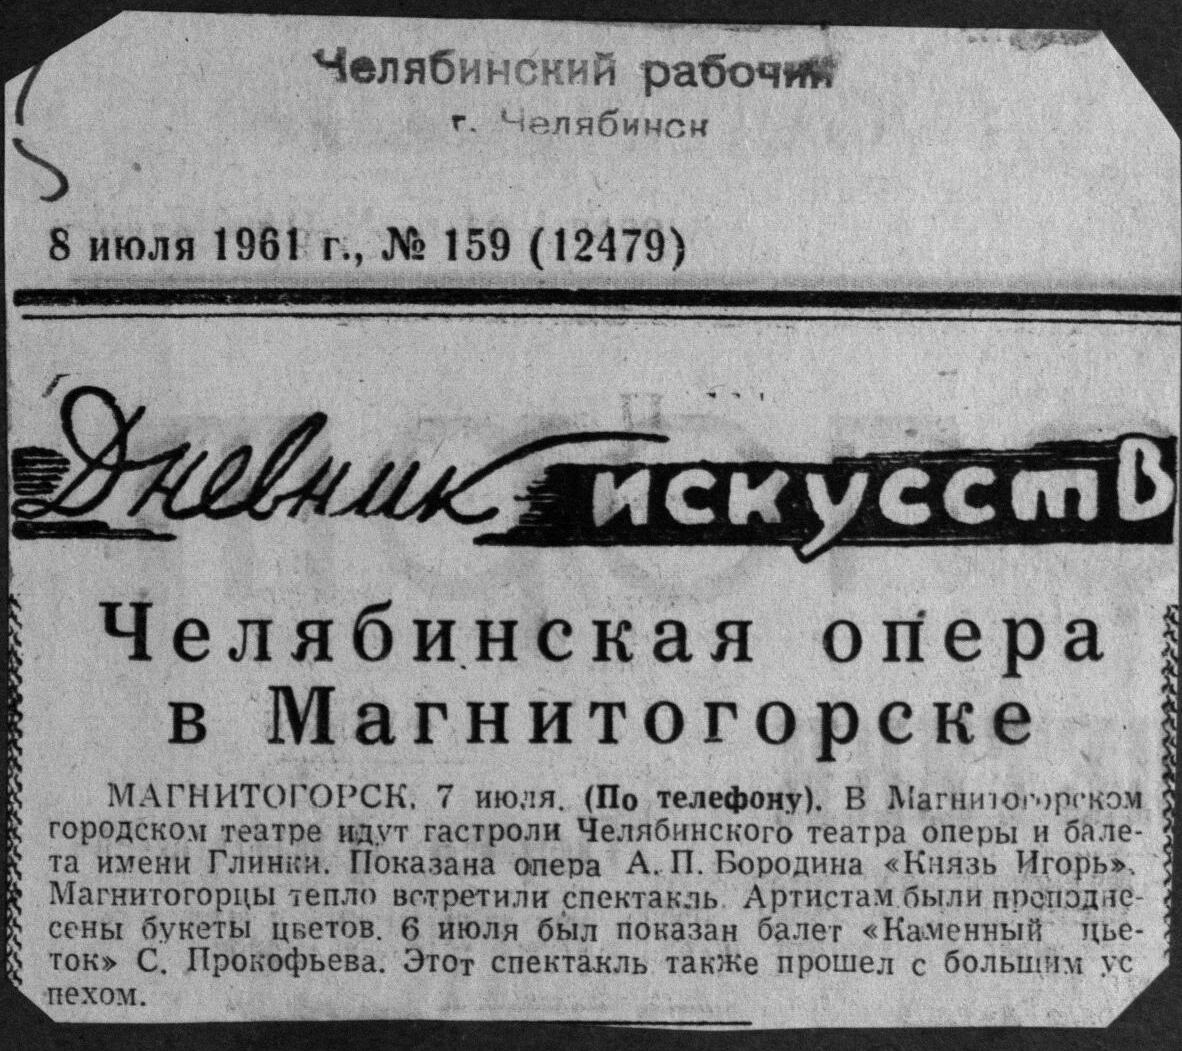 Челябинский рабочий
г. Челябинск
8 июля 1961 г., № 159 (12479)
Дневник искусств
Челябинская опера
в Магнитогорске
МАГНИТОГОРСК, 7 июля. (По телефону). В Магнитогорском
городском театре идут гастроли Челябинского театра оперы и бале-
та имени Глинки. Показана опера А. П. Бородина «Князь Игорь».
Магнитогорцы тепло встретили спектакль. Артистам были преподне-
сены букеты цветов. 6 июля был показан балет «Каменный цве-
ток» С. Прокофьева. Этот спектакль также прошел с большим ус
пехом.